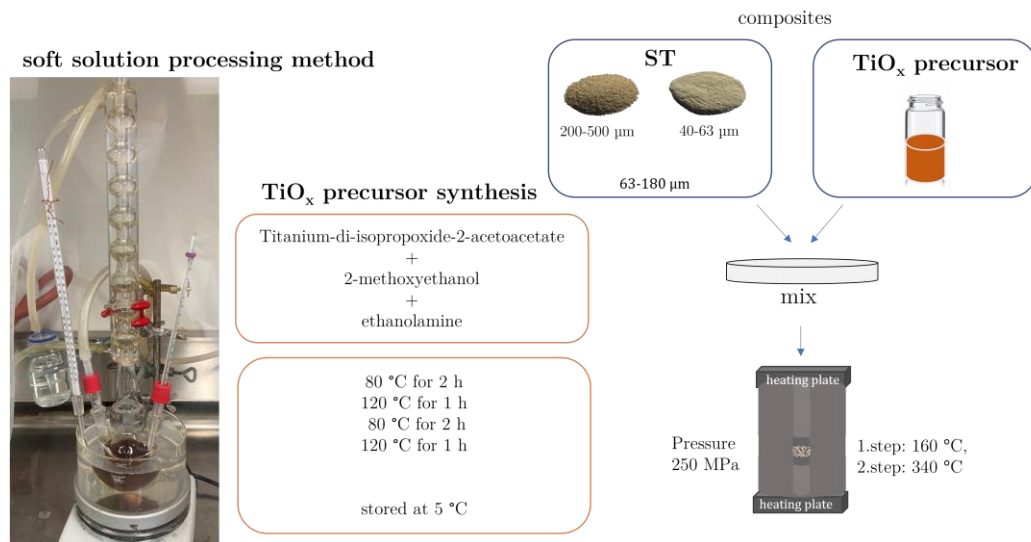 soft solution processing method
TiOx precursor synthesis
Titanium-di-isopropoxide-2-acetoacetate
+
2-methoxyethanol
+
ethanolamine
80 °C for 2 h
120 °C for 1 h
80 °C for 2 h
120 °C for 1 h
stored at 5 °C
composites
ST
200-500 µm
40-63 µm
63-180 µm
TiOx precursor
mix
heating plate
Pressure
250 MPa
1.step: 160 °C,
2.step: 340 °C
heating plate